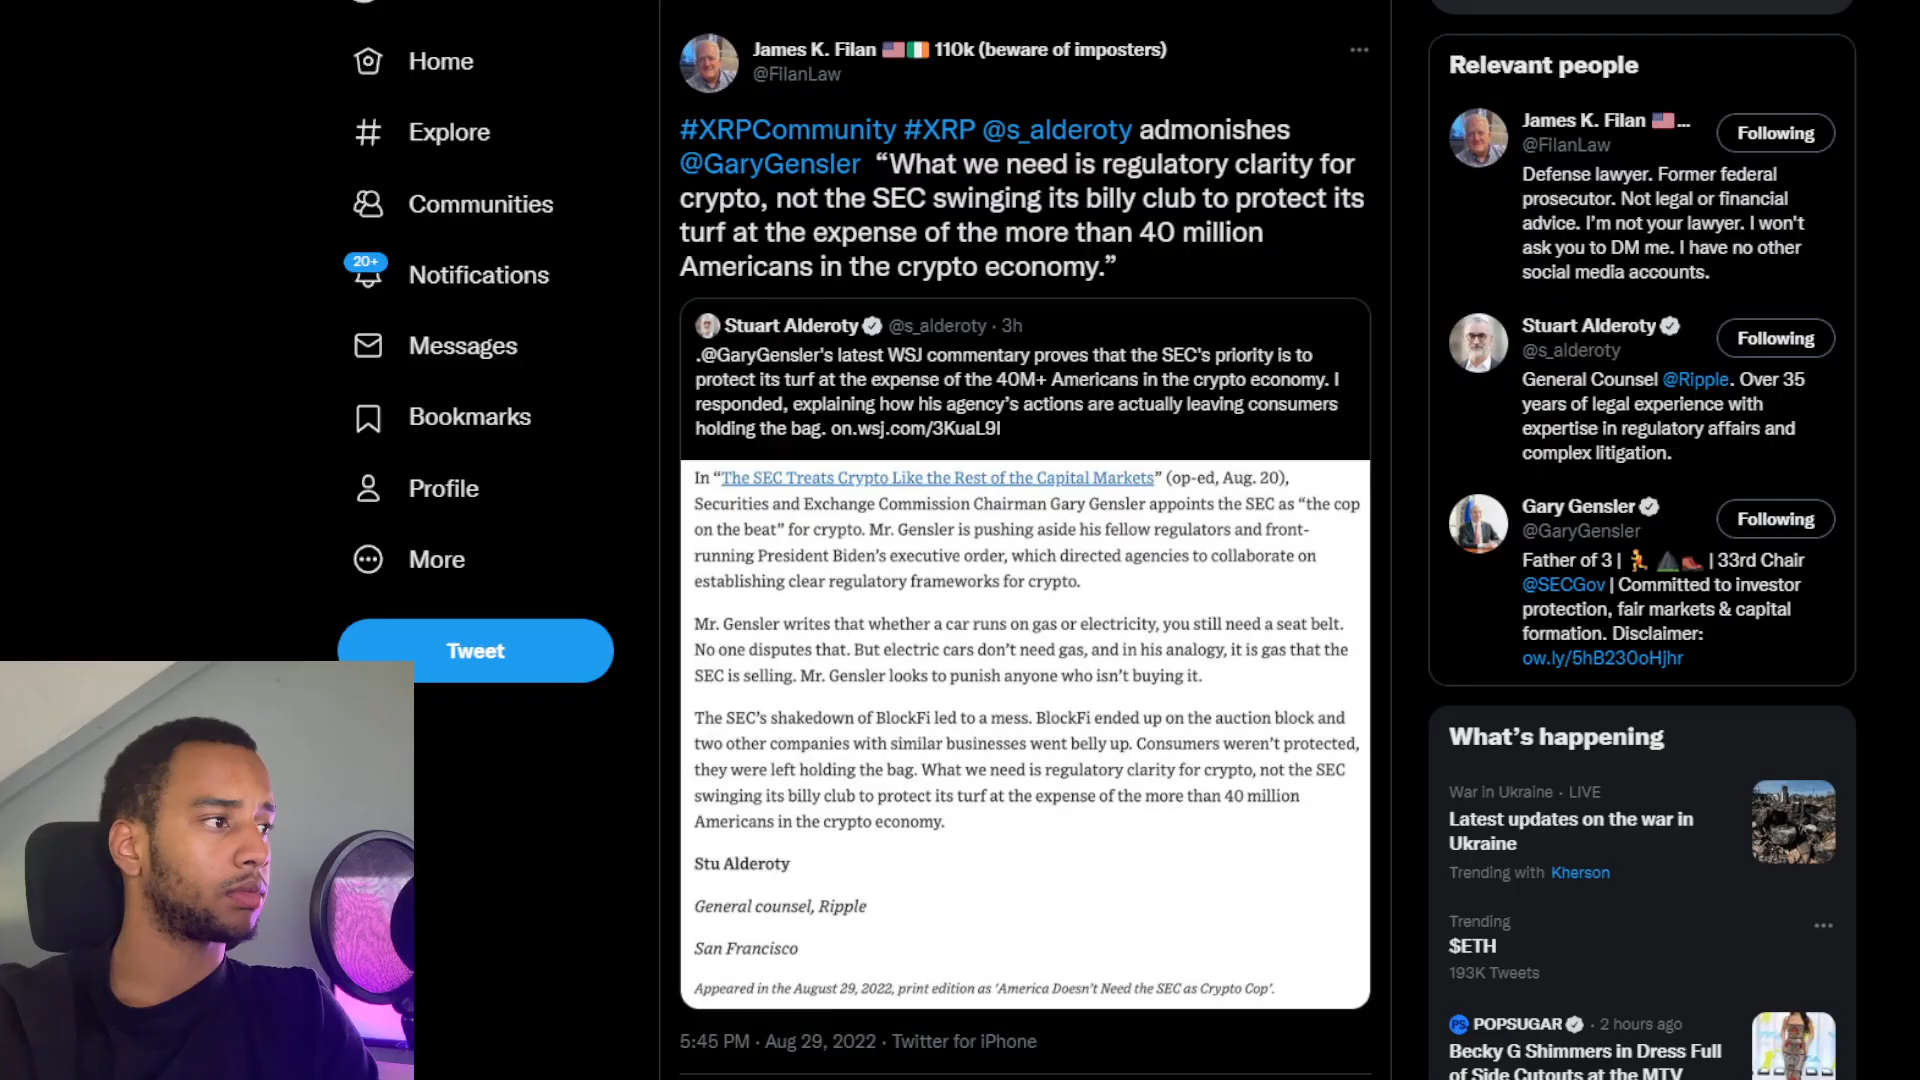 Home
Explore
Communities
20+
Notifications
Messages
Bookmarks
Profile
More
Tweet
James K. Filan 🇺🇸🇮🇪 110k (beware of imposters)
@FIlanLaw
#XRPCommunity #XRP @s_alderoty admonishes
@GaryGensler “What we need is regulatory clarity for
crypto, not the SEC swinging its billy club to protect its
turf at the expense of the more than 40 million
Americans in the crypto economy.”
Stuart Alderoty @s_alderoty · 3h
.@GaryGensler's latest WSJ commentary proves that the SEC's priority is to
protect its turf at the expense of the 40M+ Americans in the crypto economy. I
responded, explaining how his agency’s actions are actually leaving consumers
holding the bag. on.wsj.com/3KuaL9I
In “The SEC Treats Crypto Like the Rest of the Capital Markets” (op-ed, Aug. 20),
Securities and Exchange Commission Chairman Gary Gensler appoints the SEC as “the cop
on the beat” for crypto. Mr. Gensler is pushing aside his fellow regulators and front-
running President Biden’s executive order, which directed agencies to collaborate on
establishing clear regulatory frameworks for crypto.
Mr. Gensler writes that whether a car runs on gas or electricity, you still need a seat belt.
No one disputes that. But electric cars don’t need gas, and in his analogy, it is gas that the
SEC is selling. Mr. Gensler looks to punish anyone who isn’t buying it.
The SEC’s shakedown of BlockFi led to a mess. BlockFi ended up on the auction block and
two other companies with similar businesses went belly up. Consumers weren’t protected,
they were left holding the bag. What we need is regulatory clarity for crypto, not the SEC
swinging its billy club to protect its turf at the expense of the more than 40 million
Americans in the crypto economy.
Stu Alderoty
General counsel, Ripple
San Francisco
Appeared in the August 29, 2022, print edition as 'America Doesn’t Need the SEC as Crypto Cop'.
5:45 PM · Aug 29, 2022 · Twitter for iPhone
Relevant people
James K. Filan 🇺🇸...
@FIlanLaw
Following
Defense lawyer. Former federal
prosecutor. Not legal or financial
advice. I’m not your lawyer. I won't
ask you to DM me. I have no other
social media accounts.
Stuart Alderoty
@s_alderoty
Following
General Counsel @Ripple. Over 35
years of legal experience with
expertise in regulatory affairs and
complex litigation.
Gary Gensler
@GaryGensler
Following
Father of 3 | | 33rd Chair
@SECGov | Committed to investor
protection, fair markets & capital
formation. Disclaimer:
ow.ly/5hB23OoHjhr
What’s happening
War in Ukraine · LIVE
Latest updates on the war in
Ukraine
Trending with Kherson
Trending
$ETH
193K Tweets
PS POPSUGAR · 2 hours ago
Becky G Shimmers in Dress Full
of Side Cutouts at the MTV